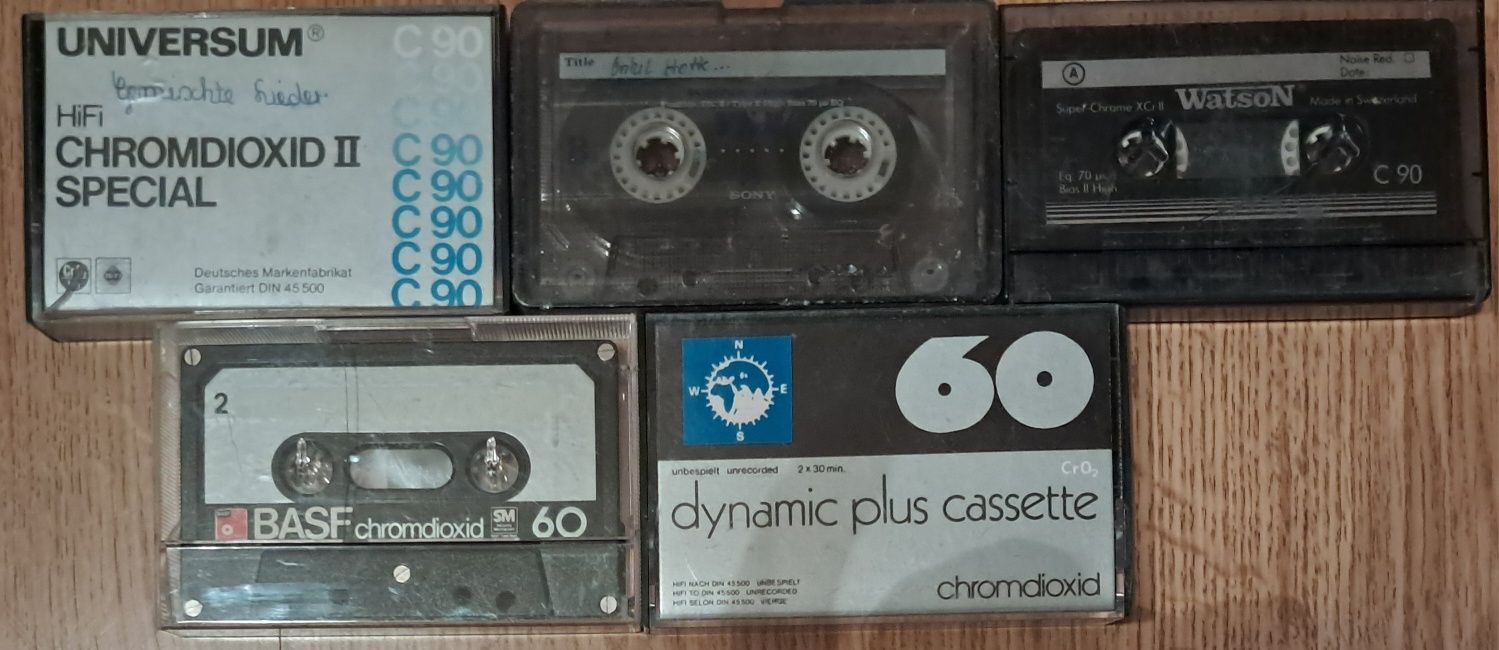 UNIVERSUM® C 90
gemischte Lieder
HiFi
CHROMDIOXID II C 90
SPECIAL C 90
C 90
C 90
Deutsches Markenfabrikat
Garantiert DIN 45 500 C 90
Title
SONY
A Noise Red.
Date:
Super-Chrome XCr II WatsoN Made in Switzerland
Eq. 70 µs
Bias II High C 90
2
BASF chromdioxid SM 60
N
W E
S
60
unbespielt unrecorded 2 x 30 min. CrO₂
dynamic plus cassette
HIFI NACH DIN 45 500 UNBESPIELT
HIFI TO DIN 45 500 UNRECORDED
HIFI SELON DIN 45 500 VIERGE
chromdioxid